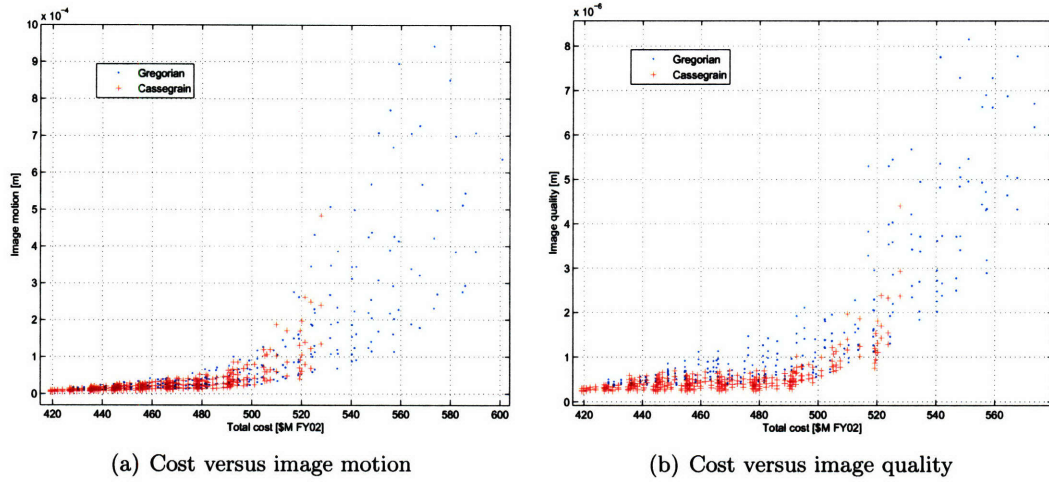 10 x 10⁻⁴
9
8
7
6
5
4
3
2
1
0
Image motion [m]
Gregorian
Cassegrain
420 440 460 480 500 520 540 560 580 600
Total cost [$M FY02]
(a) Cost versus image motion
x 10⁻⁶
8
7
6
5
4
3
2
1
0
Image quality [m]
Gregorian
Cassegrain
420 440 460 480 500 520 540 560 580
Total cost [$M FY02]
(b) Cost versus image quality